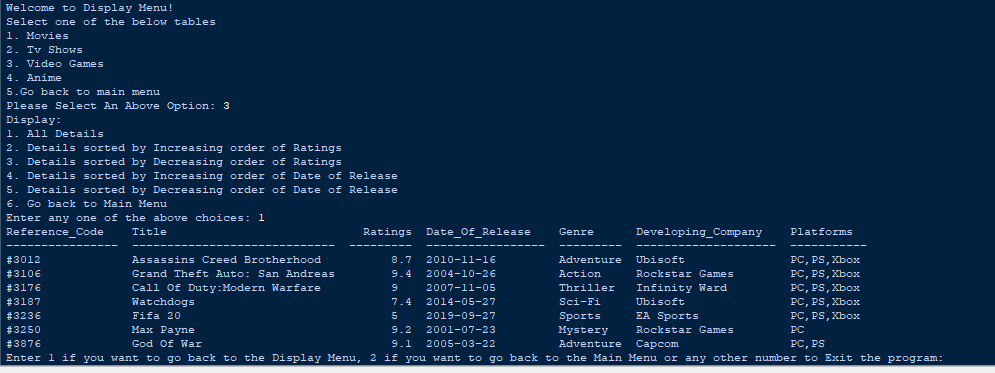 Welcome to Display Menu!
Select one of the below tables
1. Movies
2. Tv Shows
3. Video Games
4. Anime
5.Go back to main menu
Please Select An Above Option: 3
Display:
1. All Details
2. Details sorted by Increasing order of Ratings
3. Details sorted by Decreasing order of Ratings
4. Details sorted by Increasing order of Date of Release
5. Details sorted by Decreasing order of Date of Release
6. Go back to Main Menu
Enter any one of the above choices: 1
Reference_Code    Title                            Ratings  Date_Of_Release    Genre      Developing_Company    Platforms
----------------  -----------------------------  ---------  -----------------  ---------  --------------------  -----------
#3012             Assassins Creed Brotherhood          8.7  2010-11-16         Adventure  Ubisoft               PC,PS,Xbox
#3106             Grand Theft Auto: San Andreas        9.4  2004-10-26         Action     Rockstar Games        PC,PS,Xbox
#3176             Call Of Duty:Modern Warfare          9    2007-11-05         Thriller   Infinity Ward         PC,PS,Xbox
#3187             Watchdogs                            7.4  2014-05-27         Sci-Fi     Ubisoft               PC,PS,Xbox
#3236             Fifa 20                              5    2019-09-27         Sports     EA Sports             PC,PS,Xbox
#3250             Max Payne                            9.2  2001-07-23         Mystery    Rockstar Games        PC
#3876             God Of War                           9.1  2005-03-22         Adventure  Capcom                PC,PS
Enter 1 if you want to go back to the Display Menu, 2 if you want to go back to the Main Menu or any other number to Exit the program: